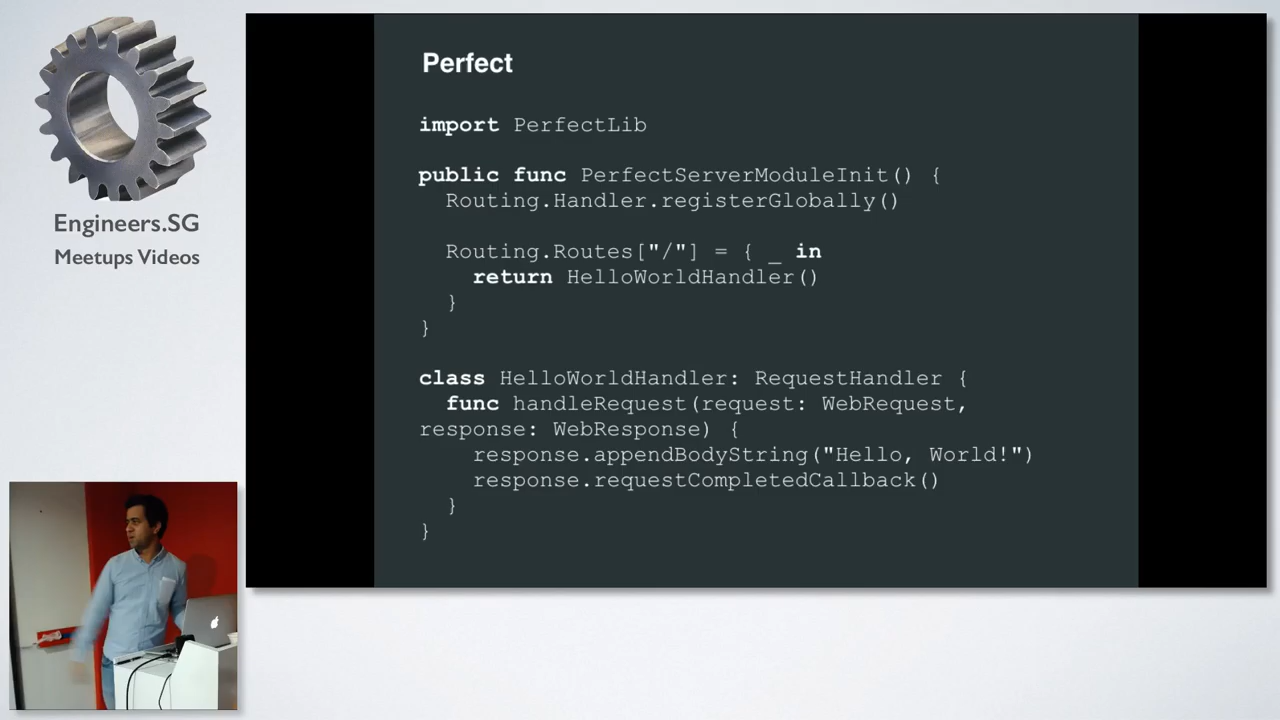 Engineers.SG
Meetups Videos
Perfect
import PerfectLib
public func PerfectServerModuleInit() {
Routing.Handler.registerGlobally()
Routing.Routes["/"] = { _ in
return HelloWorldHandler()
}
}
class HelloWorldHandler: RequestHandler {
func handleRequest(request: WebRequest,
response: WebResponse) {
response.appendBodyString("Hello, World!")
response.requestCompletedCallback()
}
}